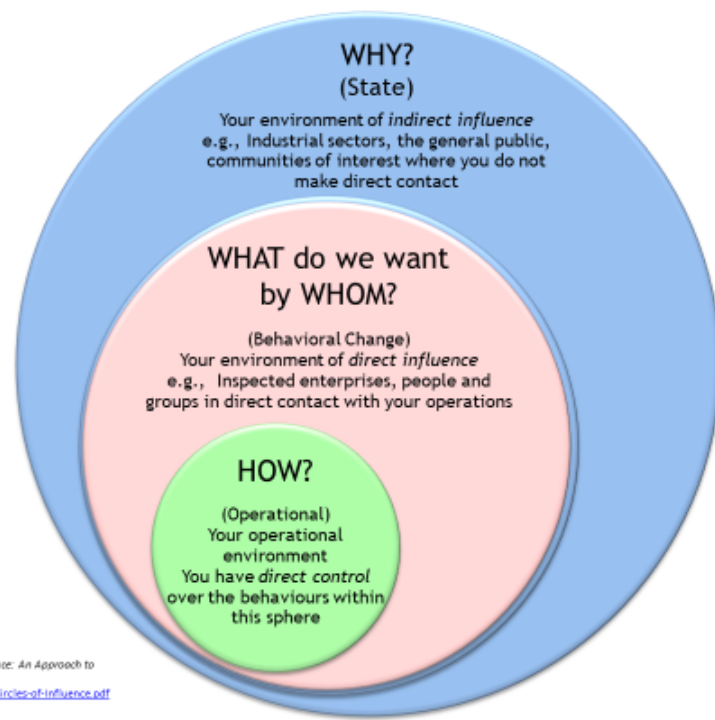 WHY?
(State)
Your environment of indirect influence
e.g., Industrial sectors, the general public,
communities of interest where you do not
make direct contact
WHAT do we want
by WHOM?
(Behavioral Change)
Your environment of direct influence
e.g., Inspected enterprises, people and
groups in direct contact with your operations
HOW?
(Operational)
Your operational
environment
You have direct control
over the behaviours within
this sphere
ce: An Approach to
ircles-of-influence.pdf